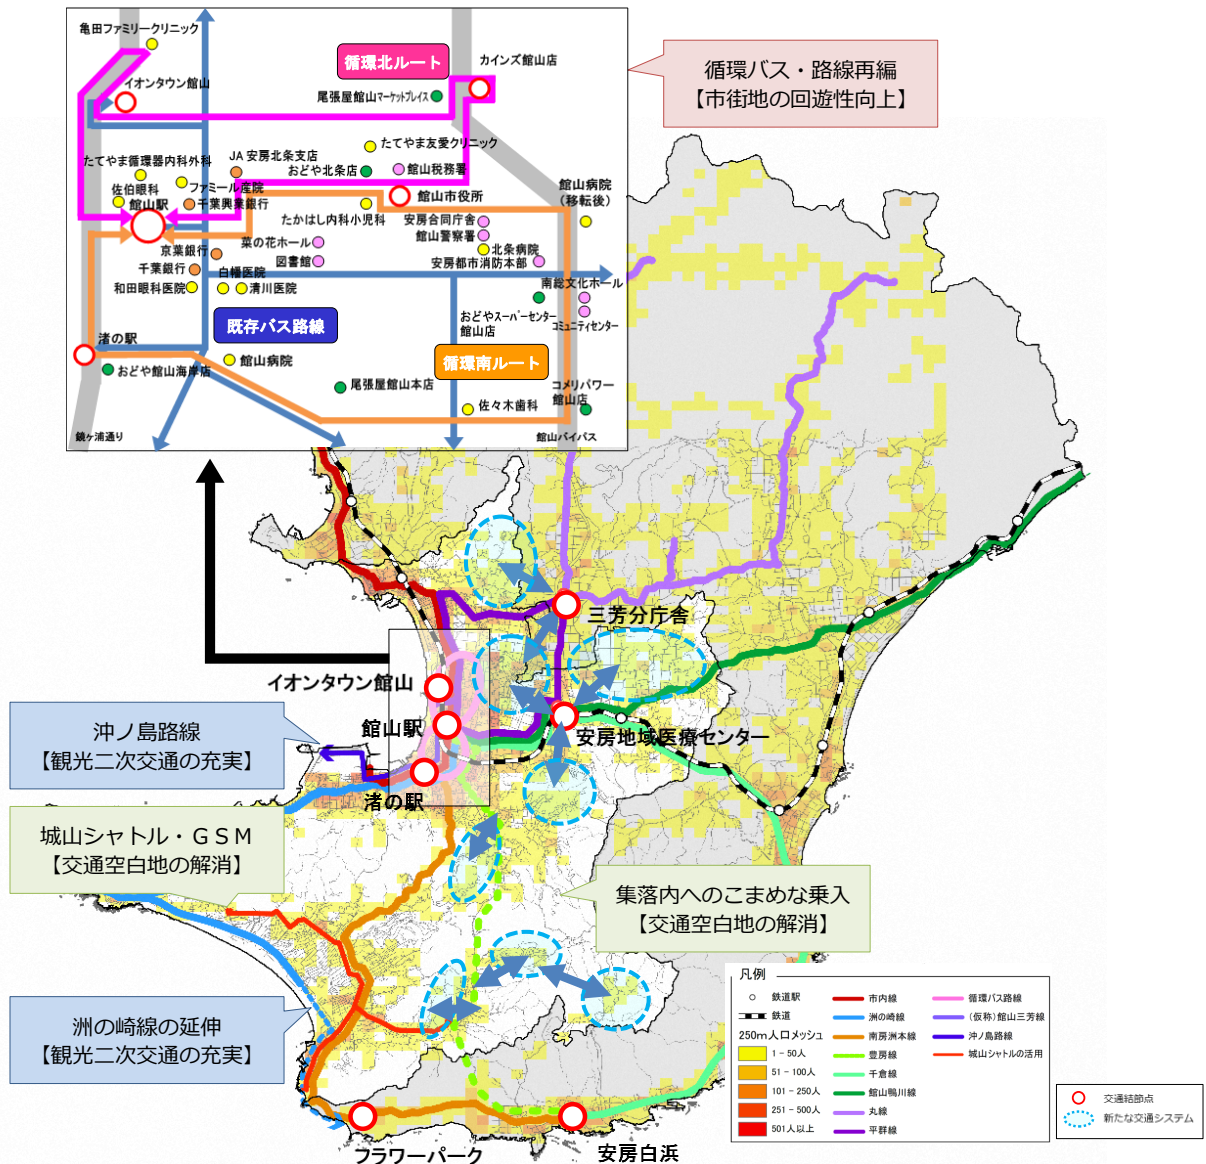 亀田ファミリークリニック
循環北ルート
カインズ館山店
イオンタウン館山
尾張屋館山マーケットプレイス
循環バス・路線再編
【市街地の回遊性向上】
たてやま友愛クリニック
たてやま循環器内科外科
JA 安房北条支店
おどや北条店
館山税務署
佐伯眼科
ファミール産院
館山病院
(移転後)
館山駅
千葉興業銀行
館山市役所
たかはし内科小児科
安房合同庁舎
菜の花ホール
館山警察署
京葉銀行
北条病院
千葉銀行
図書館
安房都市消防本部
白幡医院
和田眼科医院
清川医院
南総文化ホール
既存バス路線
おどやスーパーセンター
館山店
コミュニティセンター
渚の駅
館山病院
循環南ルート
おどや館山海岸店
尾張屋館山本店
コメリパワー
館山店
佐々木歯科
鏡ヶ浦通り
館山バイパス
三芳分庁舎
イオンタウン館山
館山駅
安房地域医療センター
沖ノ島路線
【観光二次交通の充実】
渚の駅
城山シャトル・GSM
【交通空白地の解消】
集落内へのこまめな乗入
【交通空白地の解消】
洲の崎線の延伸
【観光二次交通の充実】
フラワーパーク
安房白浜
凡例
鉄道駅
鉄道
250m人口メッシュ
1 - 50人
51 - 100人
101 - 250人
251 - 500人
501人以上
市内線
洲の崎線
南房洲本線
豊房線
千倉線
館山鴨川線
丸線
平群線
循環バス路線
(仮称)館山三芳線
沖ノ島路線
城山シャトルの活用
交通結節点
新たな交通システム